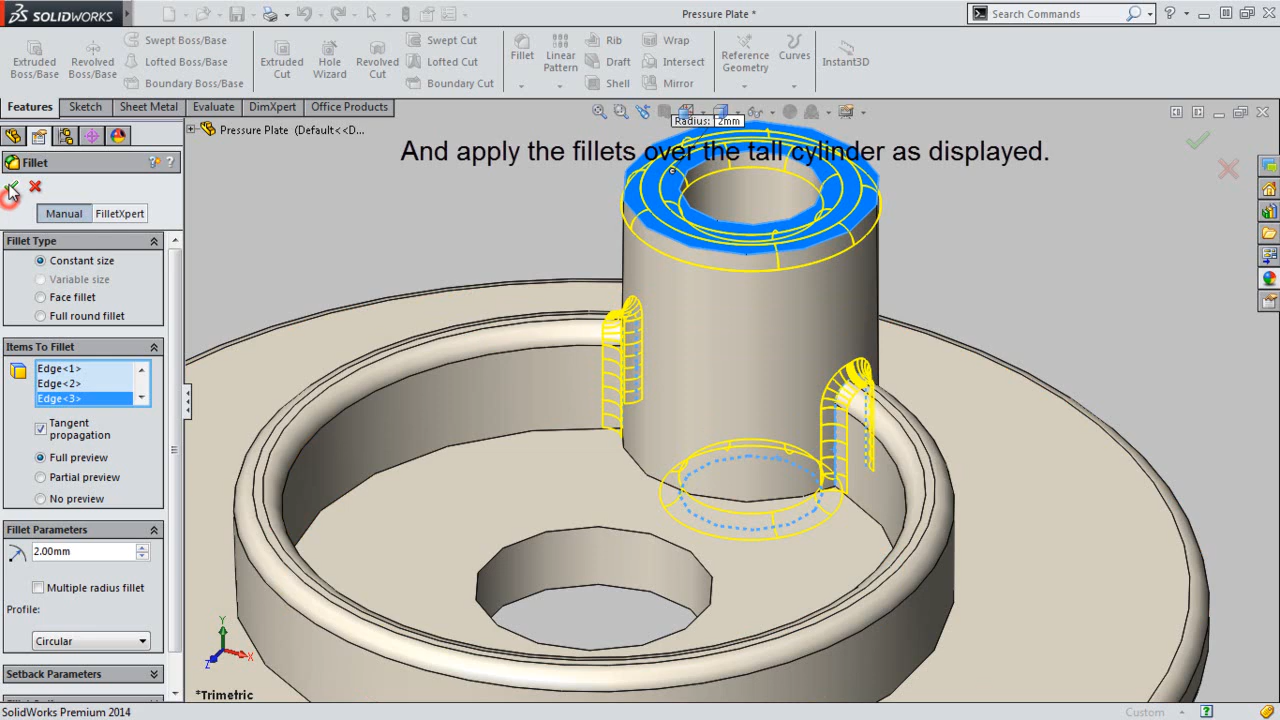 SOLIDWORKS
Pressure Plate *
Search Commands
Extruded Boss/Base
Revolved Boss/Base
Swept Boss/Base
Lofted Boss/Base
Boundary Boss/Base
Extruded Cut
Hole Wizard
Revolved Cut
Swept Cut
Lofted Cut
Boundary Cut
Fillet
Linear Pattern
Rib
Draft
Shell
Wrap
Intersect
Mirror
Reference Geometry
Curves
Instant3D
Features
Sketch
Sheet Metal
Evaluate
DimXpert
Office Products
Pressure Plate (Default<<D...
Radius: 2mm
And apply the fillets over the tall cylinder as displayed.
Fillet
Manual
FilletXpert
Fillet Type
Constant size
Variable size
Face fillet
Full round fillet
Items To Fillet
Edge<1>
Edge<2>
Edge<3>
Tangent
propagation
Full preview
Partial preview
No preview
Fillet Parameters
2.00mm
Multiple radius fillet
Profile:
Circular
Setback Parameters
Y
X
Z
*Trimetric
SolidWorks Premium 2014
Custom